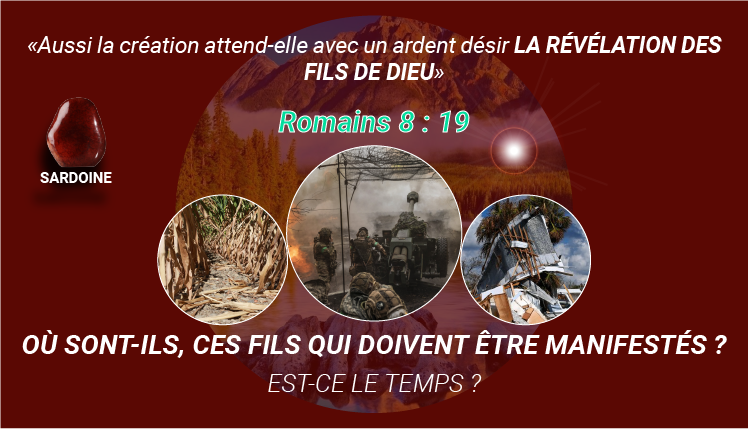 «Aussi la création attend-elle avec un ardent désir LA RÉVÉLATION DES
FILS DE DIEU»
Romains 8 : 19
SARDOINE
OÙ SONT-ILS, CES FILS QUI DOIVENT ÊTRE MANIFESTÉS ?
EST-CE LE TEMPS ?